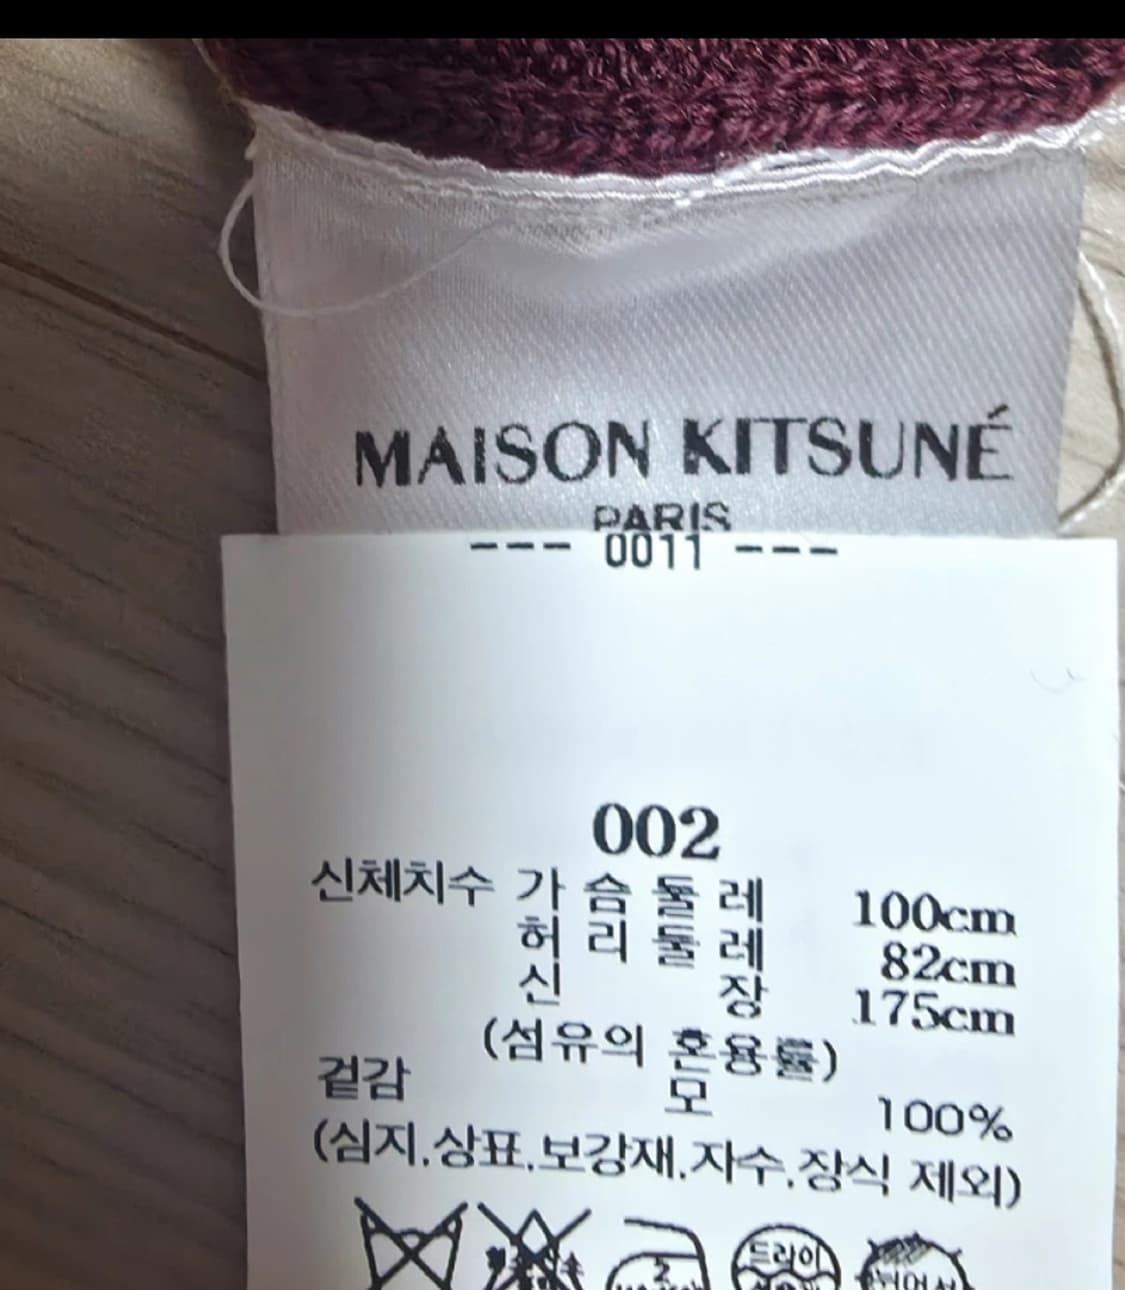 MAISON KITSUNÉ
PARIS
--- 0011 ---
002
신체치수 가슴둘레 100cm
허리둘레 82cm
신장 175cm
(섬유의 혼용률)
겉감 모 100%
(심지.상표.보강재.자수.장식 제외)
2
드라이